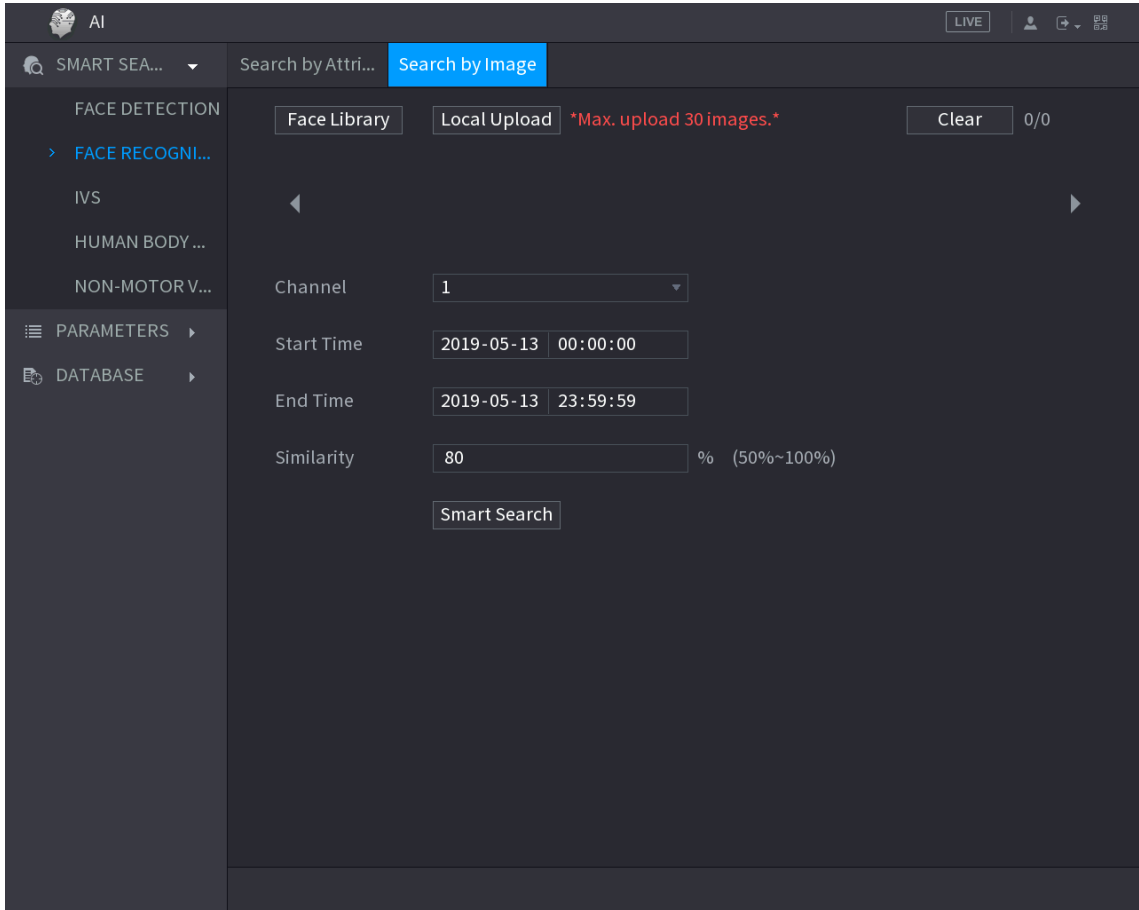 AI LIVE
SMART SEA... Search by Attri... Search by Image
FACE DETECTION
Face Library Local Upload *Max. upload 30 images.* Clear 0/0
FACE RECOGNI...
IVS
HUMAN BODY ...
NON-MOTOR V...
Channel 1
PARAMETERS
Start Time 2019-05-13 00:00:00
DATABASE
End Time 2019-05-13 23:59:59
Similarity 80 % (50%~100%)
Smart Search